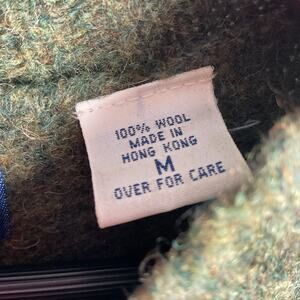 100% WOOL
MADE IN
HONG KONG
M
OVER FOR CARE